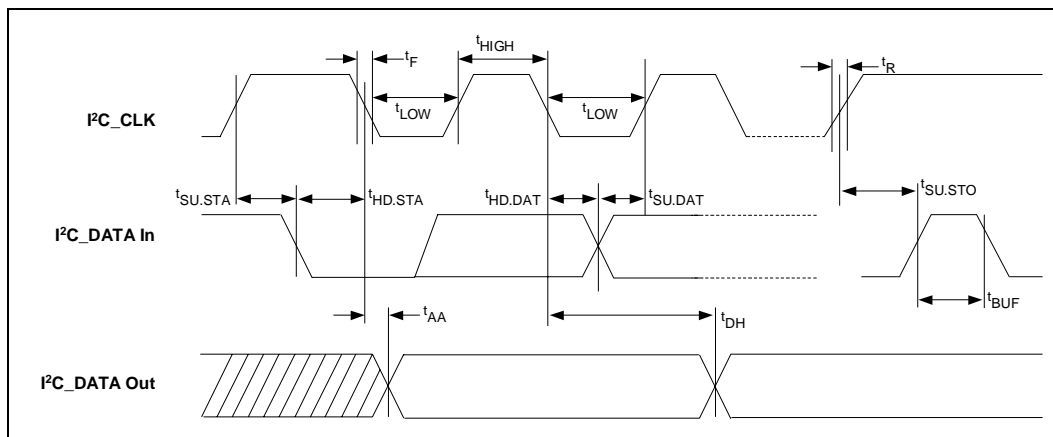 tHIGH
tF
tR
tLOW
tLOW
I²C_CLK
tSU.STA
tHD.STA
tHD.DAT
tSU.DAT
tSU.STO
I²C_DATA In
tBUF
tAA
tDH
I²C_DATA Out